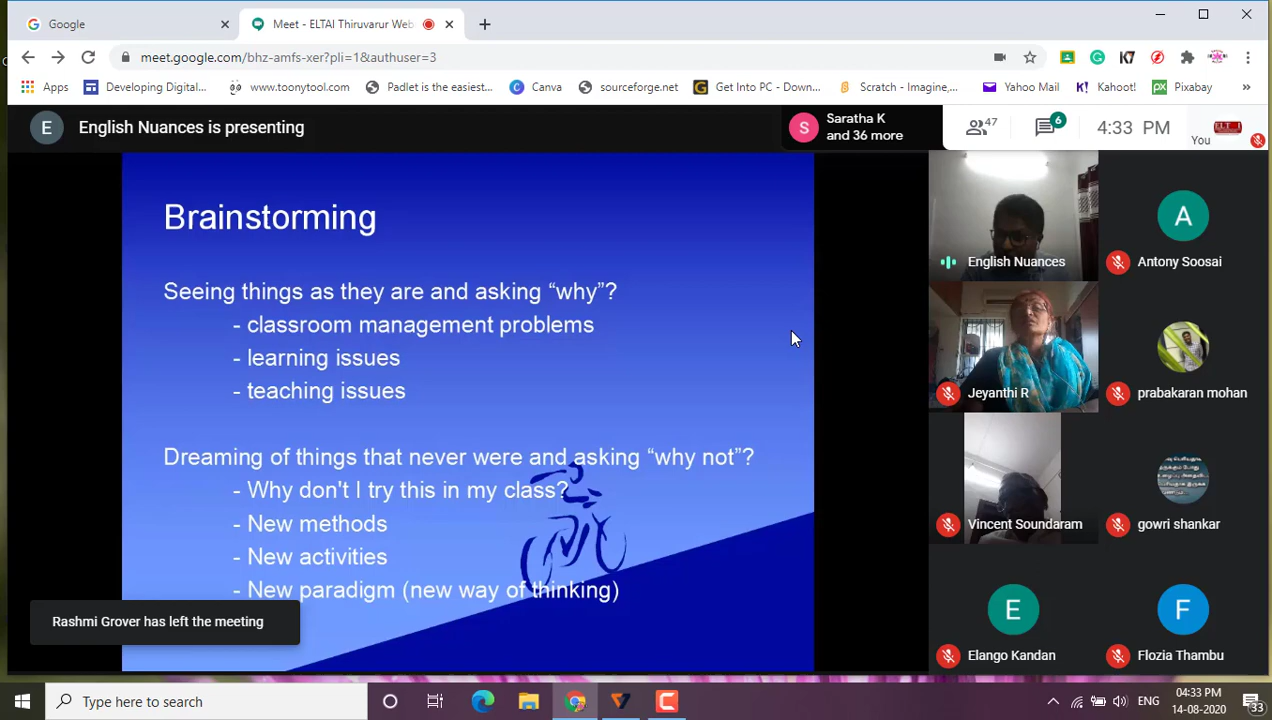 Google
Meet - ELTAI Thiruvarur Web
meet.google.com/bhz-amfs-xer?pli=1&authuser=3
Apps
Developing Digital...
www.tonytool.com
Padlet is the easiest...
Canva
sourceforge.net
Get Into PC - Down...
Scratch - Imagine,...
Yahoo Mail
Kahoot!
Pixabay
E
English Nuances is presenting
S
Saratha K
and 36 more
47
6
4:33 PM
You
Brainstorming
Seeing things as they are and asking “why”?
- classroom management problems
- learning issues
- teaching issues
Dreaming of things that never were and asking “why not”?
- Why don't I try this in my class?
- New methods
- New activities
- New paradigm (new way of thinking)
Rashmi Grover has left the meeting
English Nuances
A
Antony Soosai
Jeyanthi R
prabakaran mohan
Vincent Soundaram
gowri shankar
E
Elango Kandan
F
Flozia Thambu
Type here to search
ENG
04:33 PM
14-08-2020
33